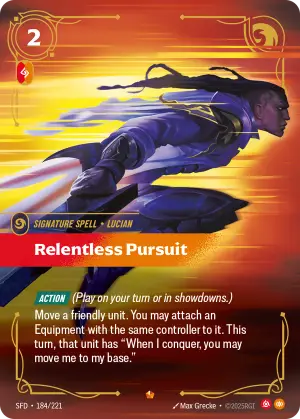 2
SIGNATURE SPELL • LUCIAN
Relentless Pursuit
ACTION (Play on your turn or in showdowns.)
Move a friendly unit. You may attach an
Equipment with the same controller to it. This
turn, that unit has “When I conquer, you may
move me to my base.”
SFD • 184/221
Max Grecke ©2025RGI